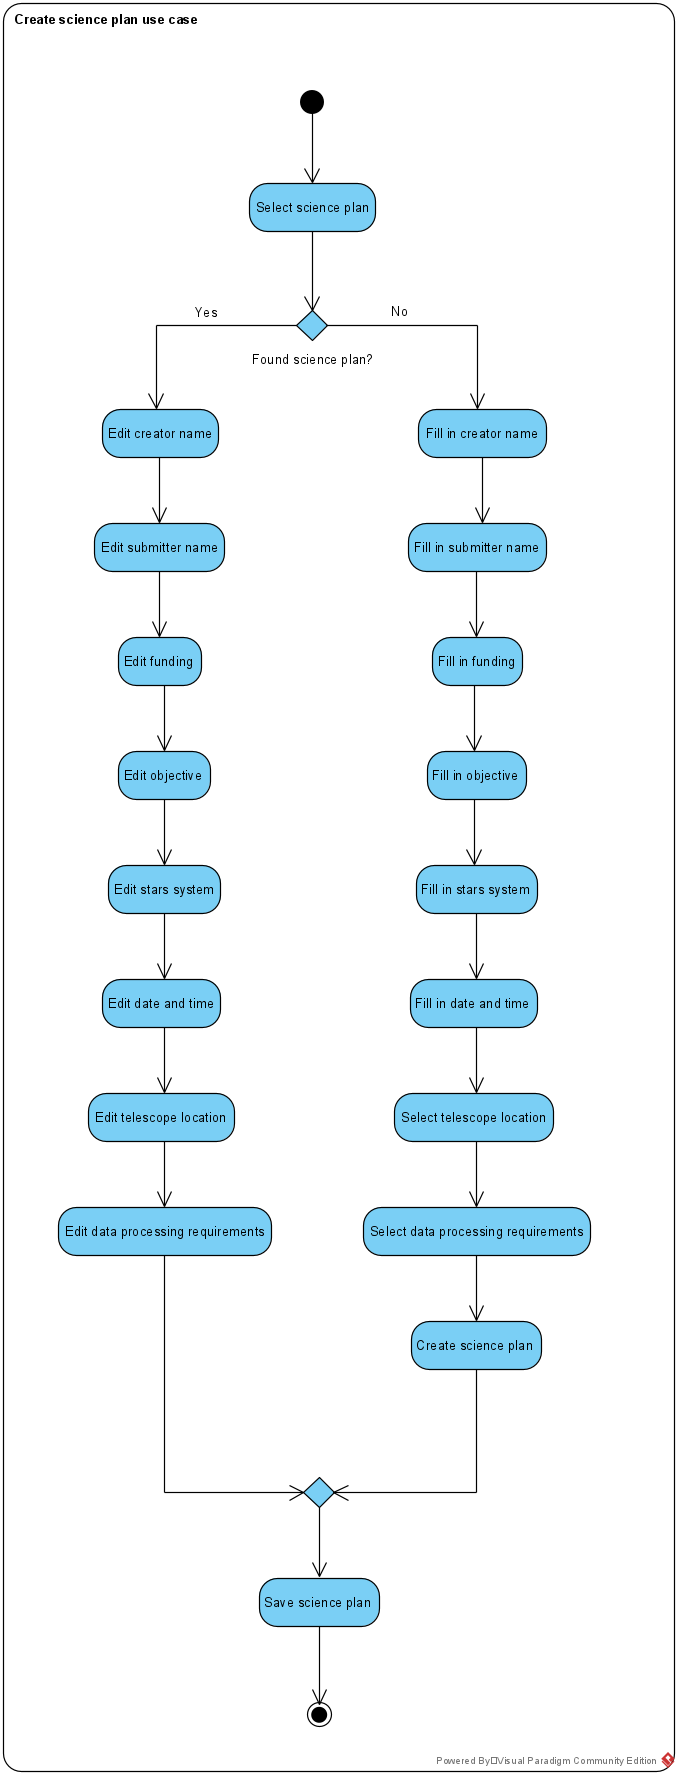 Create science plan use case
Select science plan
Yes
No
Found science plan?
Edit creator name
Fill in creator name
Edit submitter name
Fill in submitter name
Edit funding
Fill in funding
Edit objective
Fill in objective
Edit stars system
Fill in stars system
Edit date and time
Fill in date and time
Edit telescope location
Select telescope location
Edit data processing requirements
Select data processing requirements
Create science plan
Save science plan
Powered By□Visual Paradigm Community Edition